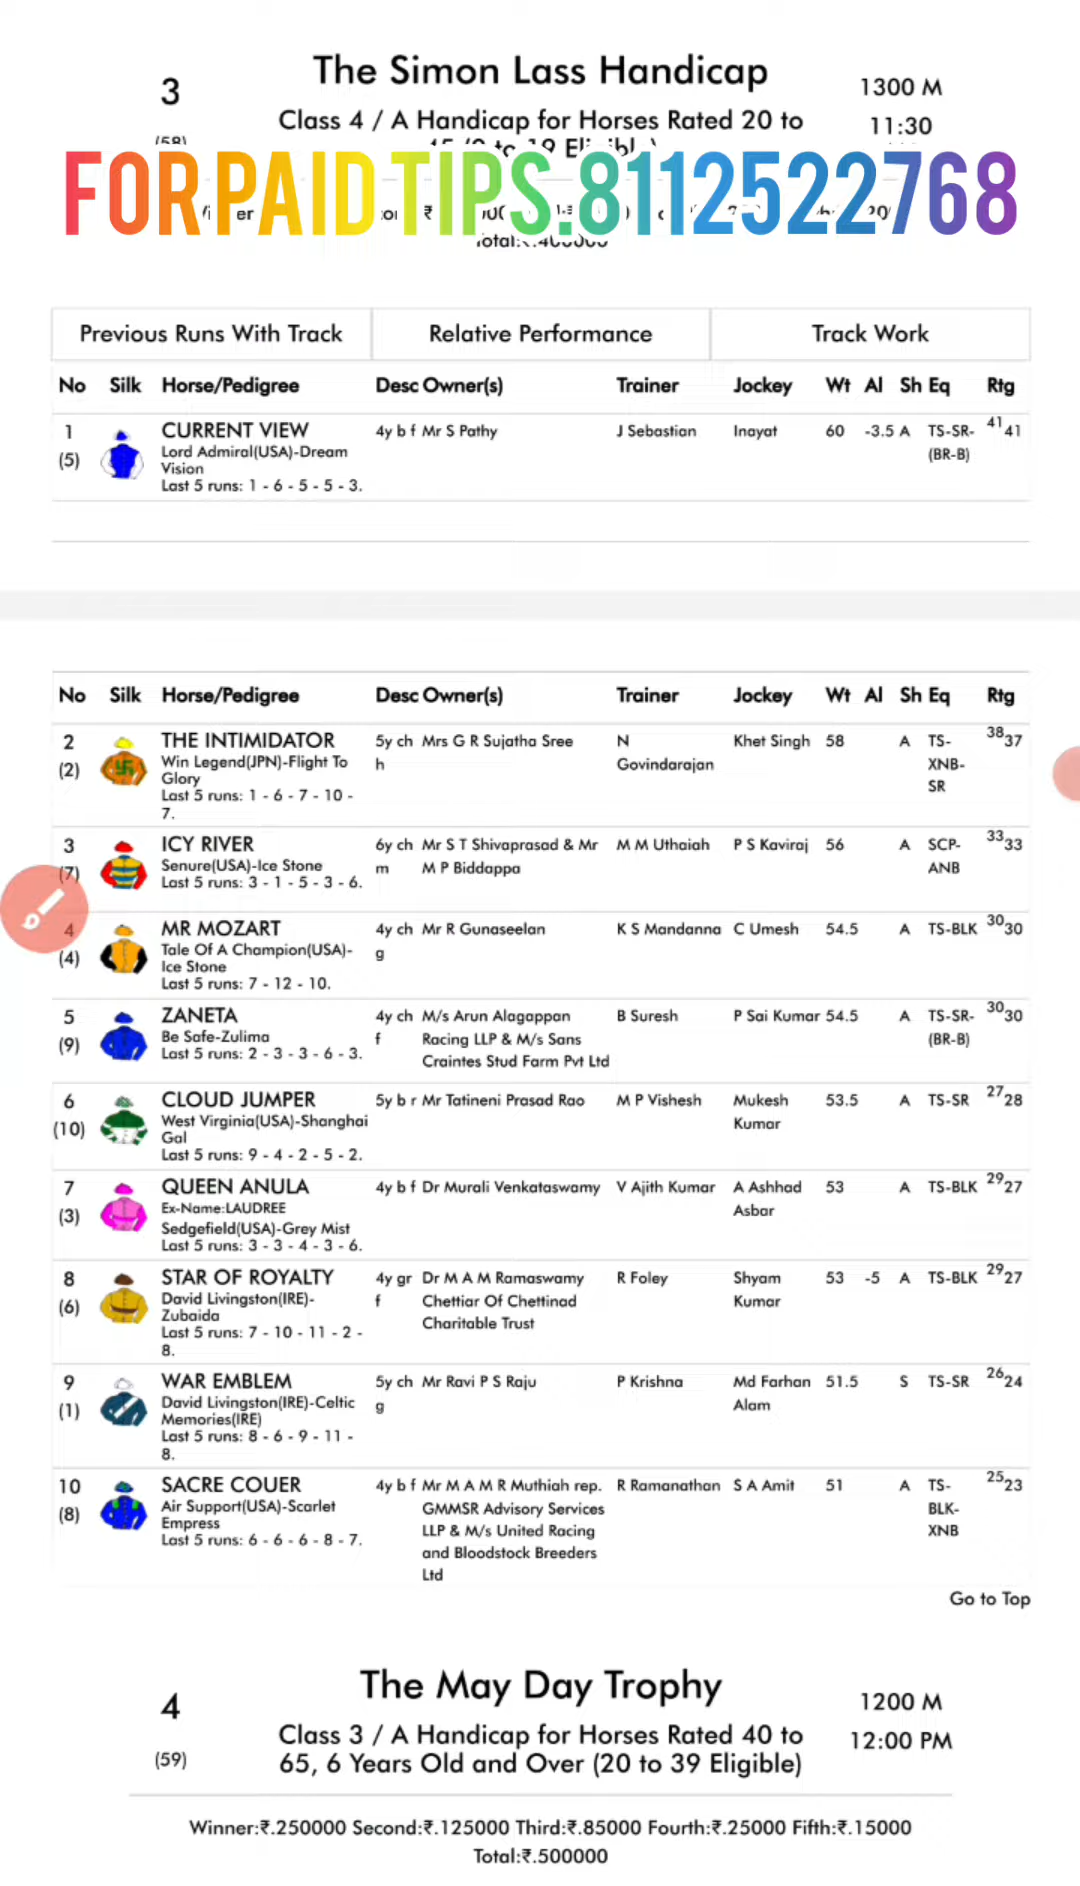 The Simon Lass Handicap
3
1300 M
Class 4 / A Handicap for Horses Rated 20 to
11:30
(58)
FOR PAID TIPS.8112522768
Previous Runs With Track Relative Performance Track Work
No Silk Horse/Pedigree Desc Owner(s) Trainer Jockey Wt Al Sh Eq Rtg
1 CURRENT VIEW 4y b f Mr S Pathy J Sebastian Inayat 60 -3.5 A TS-SR- 41 41
(5) Lord Admiral(USA)-Dream (BR-B)
Vision
Last 5 runs: 1 - 6 - 5 - 5 - 3.
No Silk Horse/Pedigree Desc Owner(s) Trainer Jockey Wt Al Sh Eq Rtg
2 THE INTIMIDATOR 5y ch Mrs G R Sujatha Sree N Khet Singh 58 A TS- 38 37
(2) Win Legend(JPN)-Flight To h Govindarajan XNB-
Glory SR
Last 5 runs: 1 - 6 - 7 - 10 -
7.
3 ICY RIVER 6y ch Mr S T Shivaprasad & Mr M M Uthaiah P S Kaviraj 56 A SCP- 33 33
(7) Senure(USA)-Ice Stone m M P Biddappa ANB
Last 5 runs: 3 - 1 - 5 - 3 - 6.
4 MR MOZART 4y ch Mr R Gunaseelan K S Mandanna C Umesh 54.5 A TS-BLK 30 30
(4) Tale Of A Champion(USA)- g
Ice Stone
Last 5 runs: 7 - 12 - 10.
5 ZANETA 4y ch M/s Arun Alagappan B Suresh P Sai Kumar 54.5 A TS-SR- 30 30
(9) Be Safe-Zulima f Racing LLP & M/s Sans (BR-B)
Last 5 runs: 2 - 3 - 3 - 6 - 3. Craintes Stud Farm Pvt Ltd
6 CLOUD JUMPER 5y b r Mr Tatineni Prasad Rao M P Vishesh Mukesh 53.5 A TS-SR 27 28
(10) West Virginia(USA)-Shanghai Kumar
Gal
Last 5 runs: 9 - 4 - 2 - 5 - 2.
7 QUEEN ANULA 4y b f Dr Murali Venkataswamy V Ajith Kumar A Ashhad 53 A TS-BLK 29 27
(3) Ex-Name:LAUDREE Asbar
Sedgefield(USA)-Grey Mist
Last 5 runs: 3 - 3 - 4 - 3 - 6.
8 STAR OF ROYALTY 4y gr Dr M A M Ramaswamy R Foley Shyam 53 -5 A TS-BLK 29 27
(6) David Livingston(IRE)- f Chettiar Of Chettinad Kumar
Zubaida Charitable Trust
Last 5 runs: 7 - 10 - 11 - 2 -
8.
9 WAR EMBLEM 5y ch Mr Ravi P S Raju P Krishna Md Farhan 51.5 S TS-SR 26 24
(1) David Livingston(IRE)-Celtic g Alam
Memories(IRE)
Last 5 runs: 8 - 6 - 9 - 11 -
8.
10 SACRE COUER 4y b f Mr M A M R Muthiah rep. R Ramanathan S A Amit 51 A TS- 25 23
(8) Air Support(USA)-Scarlet GMMSR Advisory Services BLK-
Empress LLP & M/s United Racing XNB
Last 5 runs: 6 - 6 - 6 - 8 - 7. and Bloodstock Breeders
Ltd
Go to Top
The May Day Trophy
4
1200 M
Class 3 / A Handicap for Horses Rated 40 to
12:00 PM
(59)
65, 6 Years Old and Over (20 to 39 Eligible)
Winner:₹.250000 Second:₹.125000 Third:₹.85000 Fourth:₹.25000 Fifth:₹.15000
Total:₹.500000